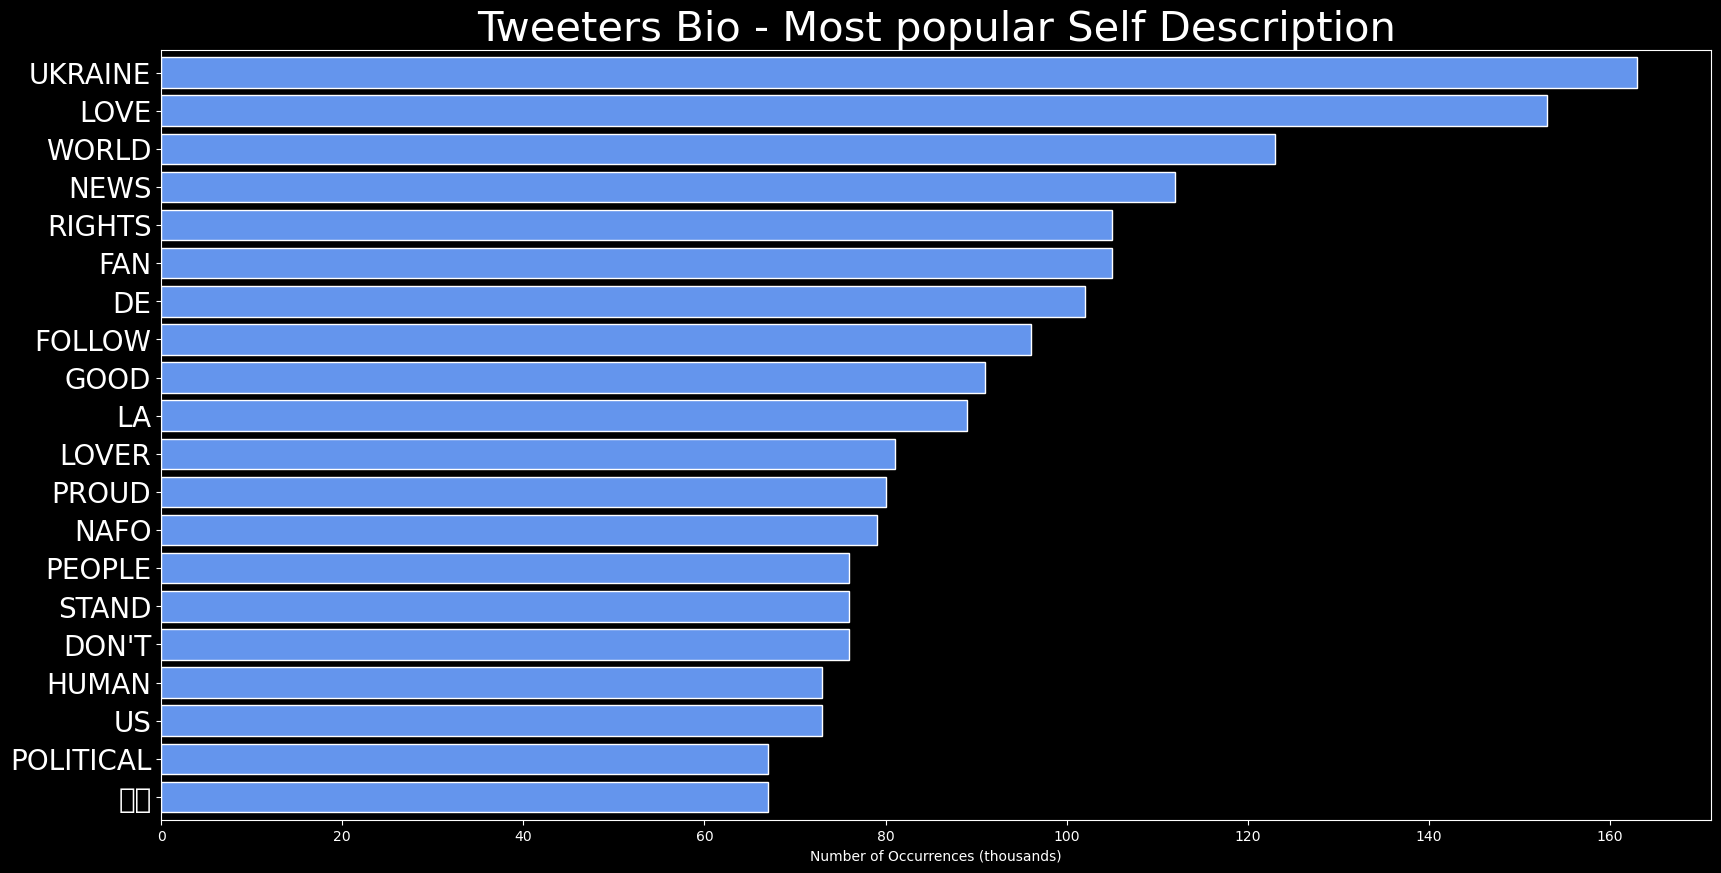 Tweeters Bio - Most popular Self Description
UKRAINE
LOVE
WORLD
NEWS
RIGHTS
FAN
DE
FOLLOW
GOOD
LA
LOVER
PROUD
NAFO
PEOPLE
STAND
DON'T
HUMAN
US
POLITICAL
0 20 40 60 80 100 120 140 160
Number of Occurrences (thousands)